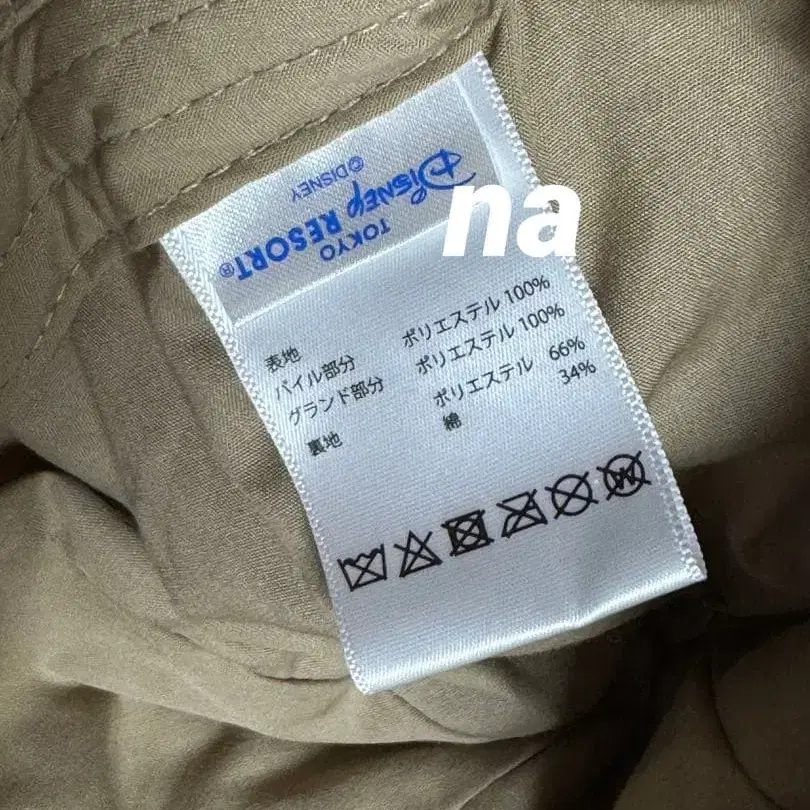 TOKYO
DISNEY RESORT®
©DISNEY
na
表地
パイル部分 ポリエステル 100%
グランド部分 ポリエステル 100%
裏地 ポリエステル 66%
綿 34%